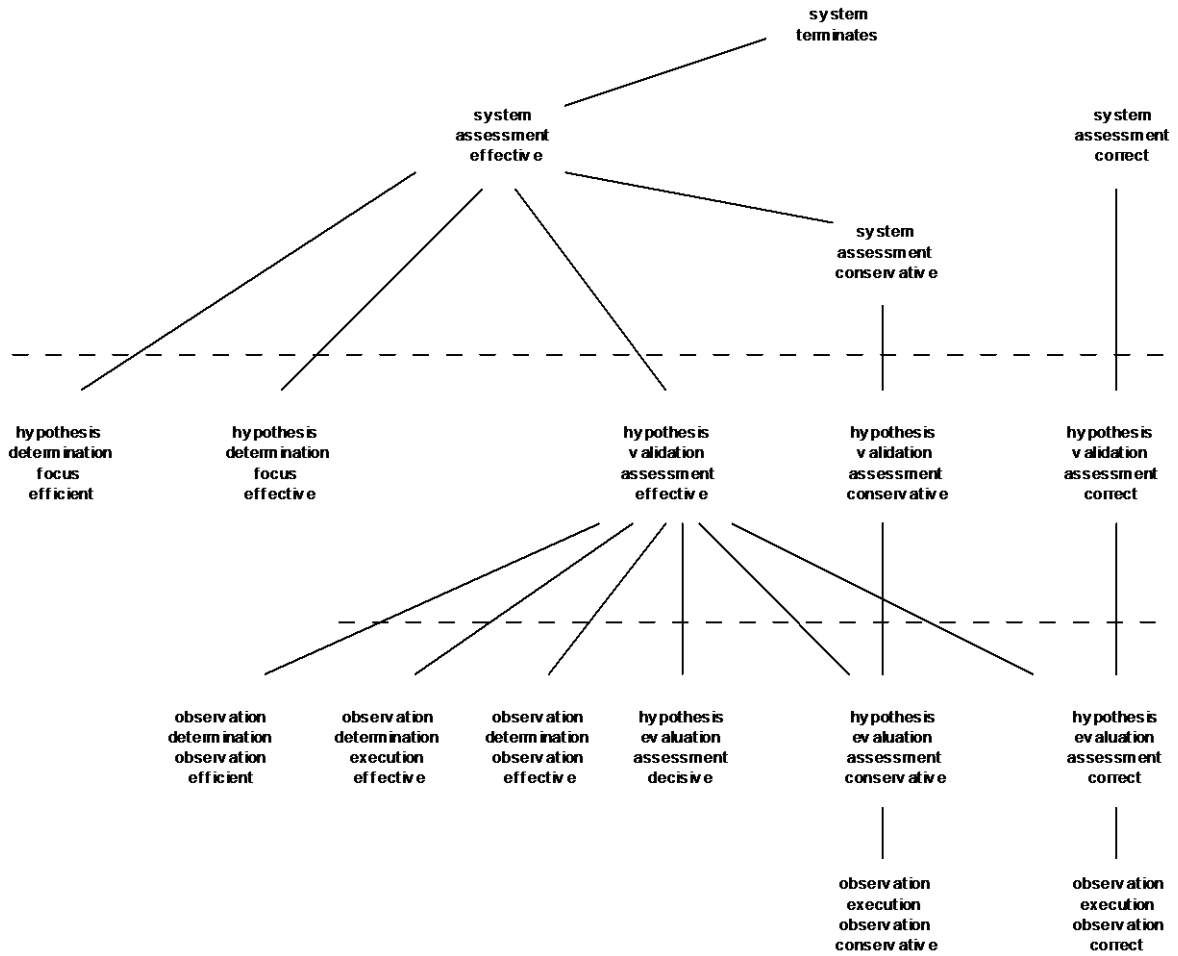 system
terminates
system
assessment
effective
system
assessment
correct
system
assessment
conservative
hypothesis
determination
focus
efficient
hypothesis
determination
focus
effective
hypothesis
validation
assessment
effective
hypothesis
validation
assessment
conservative
hypothesis
validation
assessment
correct
observation
determination
observation
efficient
observation
determination
execution
effective
observation
determination
observation
effective
hypothesis
evaluation
assessment
decisive
hypothesis
evaluation
assessment
conservative
hypothesis
evaluation
assessment
correct
observation
execution
observation
conservative
observation
execution
observation
correct